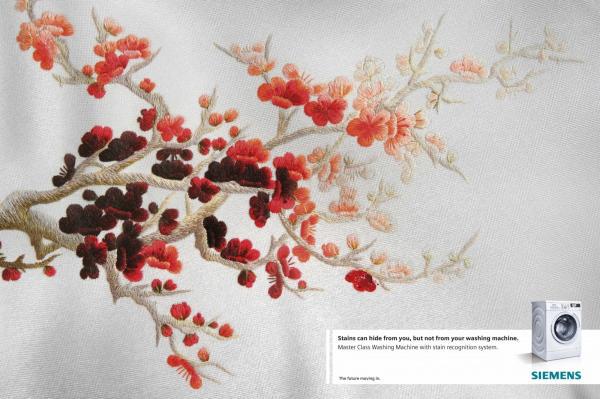 Stains can hide from you, but not from your washing machine.
Master Class Washing Machine with stain recognition system.
The future moving in.
SIEMENS